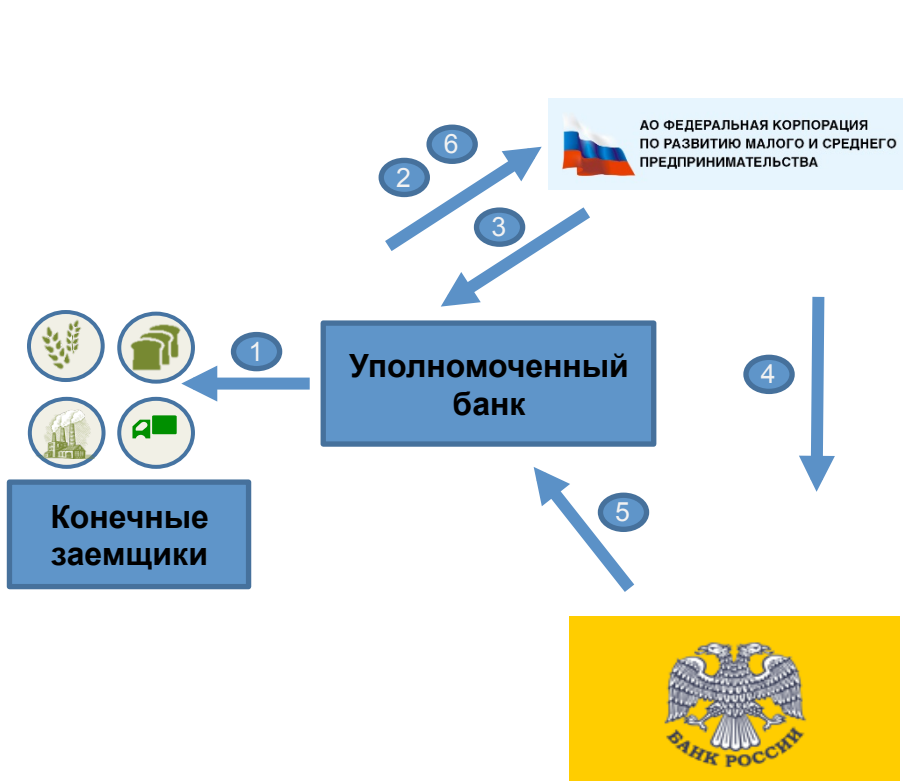 АО ФЕДЕРАЛЬНАЯ КОРПОРАЦИЯ
ПО РАЗВИТИЮ МАЛОГО И СРЕДНЕГО
ПРЕДПРИНИМАТЕЛЬСТВА
6
2
3
1
Уполномоченный
банк
4
5
Конечные
заемщики
БАНК РОССИИ